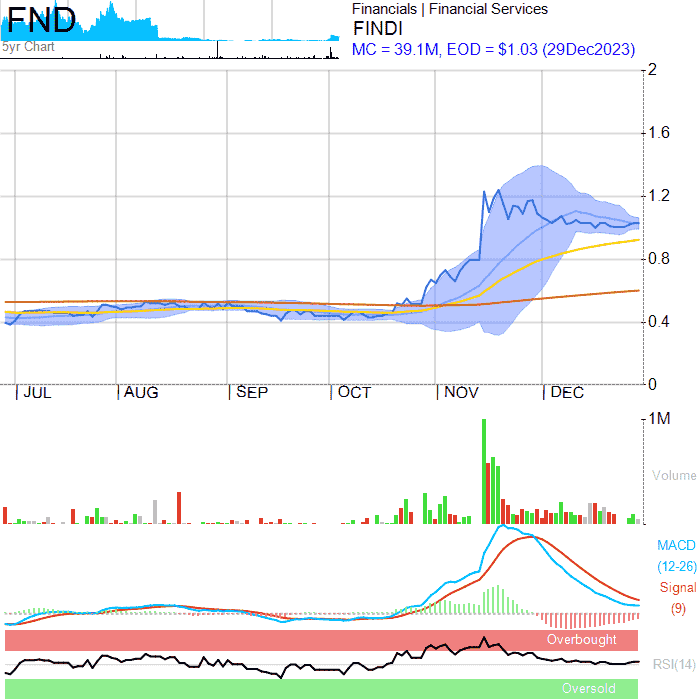 FND
5yr Chart
Financials | Financial Services
FINDI
MC = 39.1M, EOD = $1.03 (29Dec2023)
2
1.6
1.2
0.8
0.4
0
JUL AUG SEP OCT NOV DEC
1M
Volume
MACD
(12-26)
Signal
(9)
Overbought
RSI(14)
Oversold